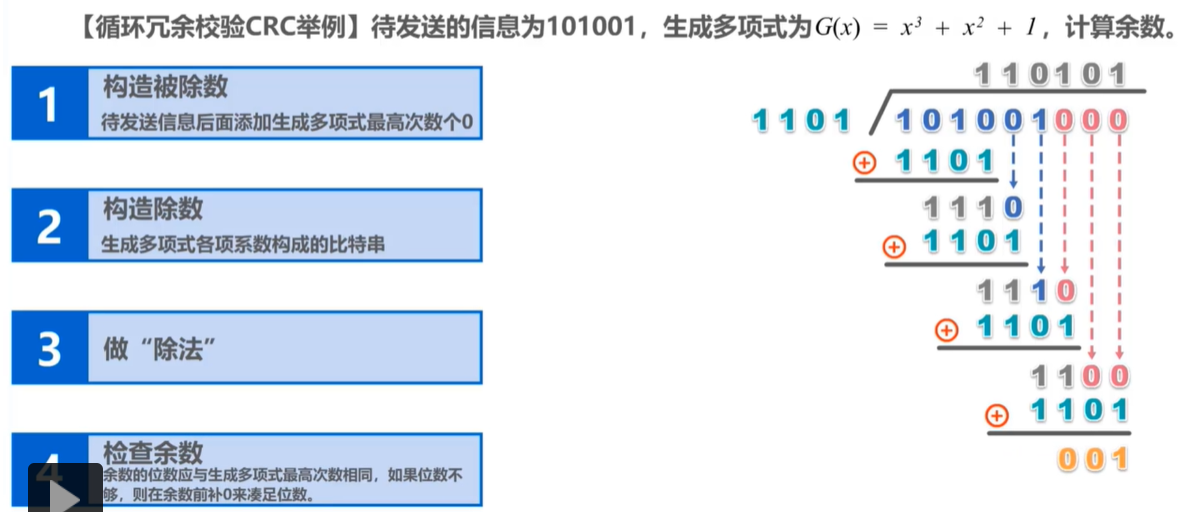 【循环冗余校验CRC举例】待发送的信息为101001，生成多项式为G(x) = x³ + x² + 1，计算余数。
1
构造被除数
待发送信息后面添加生成多项式最高次数个0
2
构造除数
生成多项式各项系数构成的比特串
3
做“除法”
4
检查余数
余数的位数应与生成多项式最高次数相同，如果位数不
够，则在余数前补0来凑足位数。
110101
1101 101001000
⊕ 1101
1110
⊕ 1101
1110
⊕ 1101
1100
⊕ 1101
001